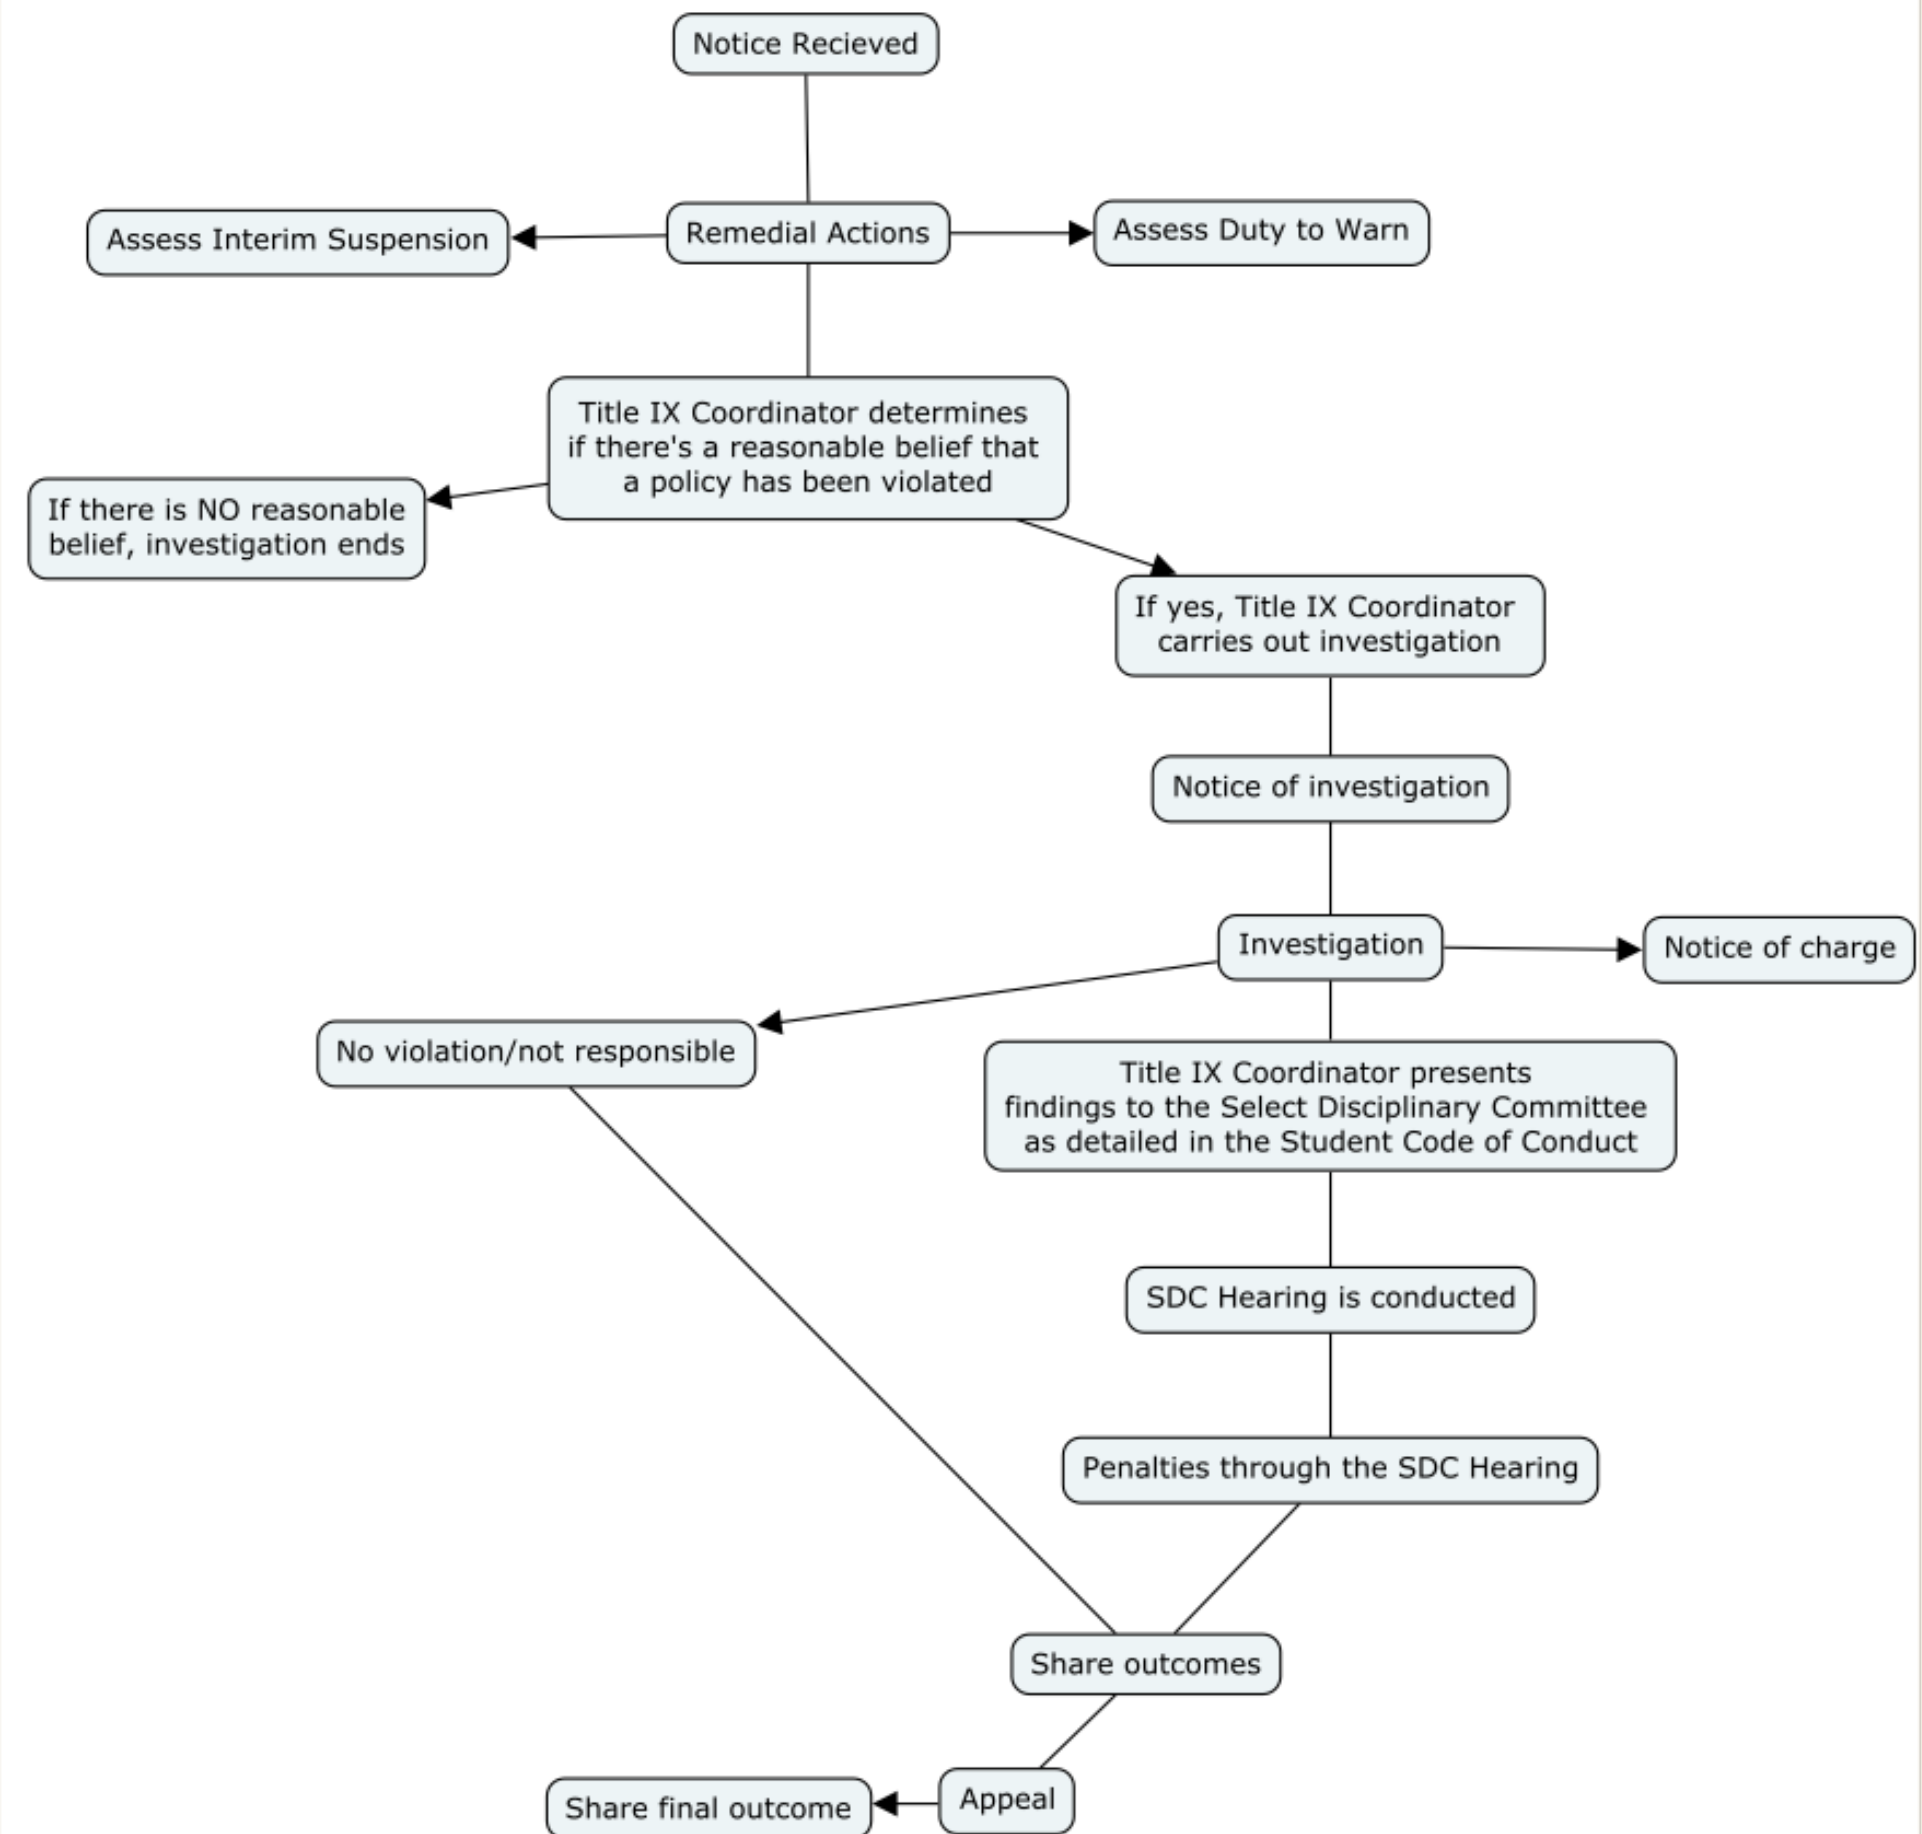 Notice Recieved
Assess Interim Suspension
Remedial Actions
Assess Duty to Warn
Title IX Coordinator determines
if there's a reasonable belief that
a policy has been violated
If there is NO reasonable
belief, investigation ends
If yes, Title IX Coordinator
carries out investigation
Notice of investigation
Investigation
Notice of charge
No violation/not responsible
Title IX Coordinator presents
findings to the Select Disciplinary Committee
as detailed in the Student Code of Conduct
SDC Hearing is conducted
Penalties through the SDC Hearing
Share outcomes
Appeal
Share final outcome